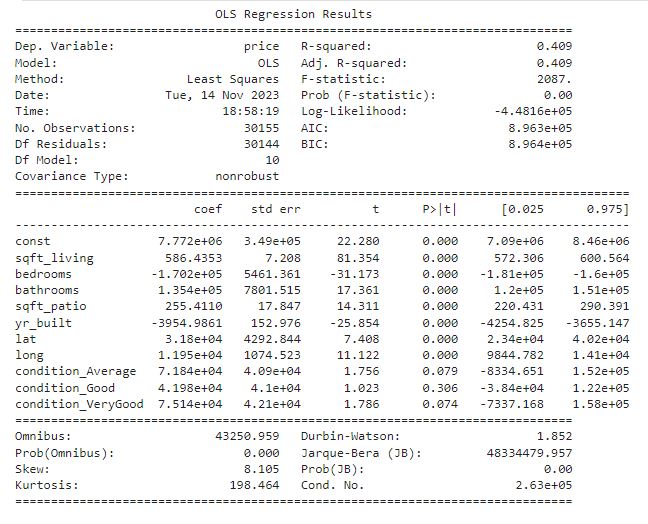 OLS Regression Results
==============================================================================
Dep. Variable: price R-squared: 0.409
Model: OLS Adj. R-squared: 0.409
Method: Least Squares F-statistic: 2087.
Date: Tue, 14 Nov 2023 Prob (F-statistic): 0.00
Time: 18:58:19 Log-Likelihood: -4.4816e+05
No. Observations: 30155 AIC: 8.963e+05
Df Residuals: 30144 BIC: 8.964e+05
Df Model: 10
Covariance Type: nonrobust
======================================================================================
coef std err t P>|t| [0.025 0.975]
--------------------------------------------------------------------------------------
const 7.772e+06 3.49e+05 22.280 0.000 7.09e+06 8.46e+06
sqft_living 586.4353 7.208 81.354 0.000 572.306 600.564
bedrooms -1.702e+05 5461.361 -31.173 0.000 -1.81e+05 -1.6e+05
bathrooms 1.354e+05 7801.515 17.361 0.000 1.2e+05 1.51e+05
sqft_patio 255.4110 17.847 14.311 0.000 220.431 290.391
yr_built -3954.9861 152.976 -25.854 0.000 -4254.825 -3655.147
lat 3.18e+04 4292.844 7.408 0.000 2.34e+04 4.02e+04
long 1.195e+04 1074.523 11.122 0.000 9844.782 1.41e+04
condition_Average 7.184e+04 4.09e+04 1.756 0.079 -8334.651 1.52e+05
condition_Good 4.198e+04 4.1e+04 1.023 0.306 -3.84e+04 1.22e+05
condition_VeryGood 7.514e+04 4.21e+04 1.786 0.074 -7337.168 1.58e+05
==============================================================================
Omnibus: 43250.959 Durbin-Watson: 1.852
Prob(Omnibus): 0.000 Jarque-Bera (JB): 48334479.957
Skew: 8.105 Prob(JB): 0.00
Kurtosis: 198.464 Cond. No. 2.63e+05
==============================================================================